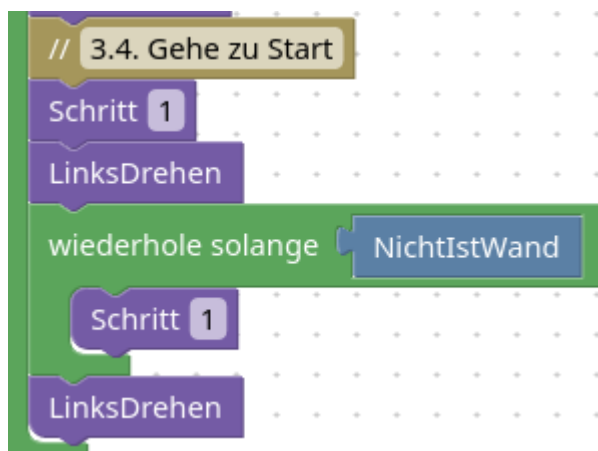 // 3.4. Gehe zu Start
Schritt 1
LinksDrehen
wiederhole solange NichtIstWand
Schritt 1
LinksDrehen